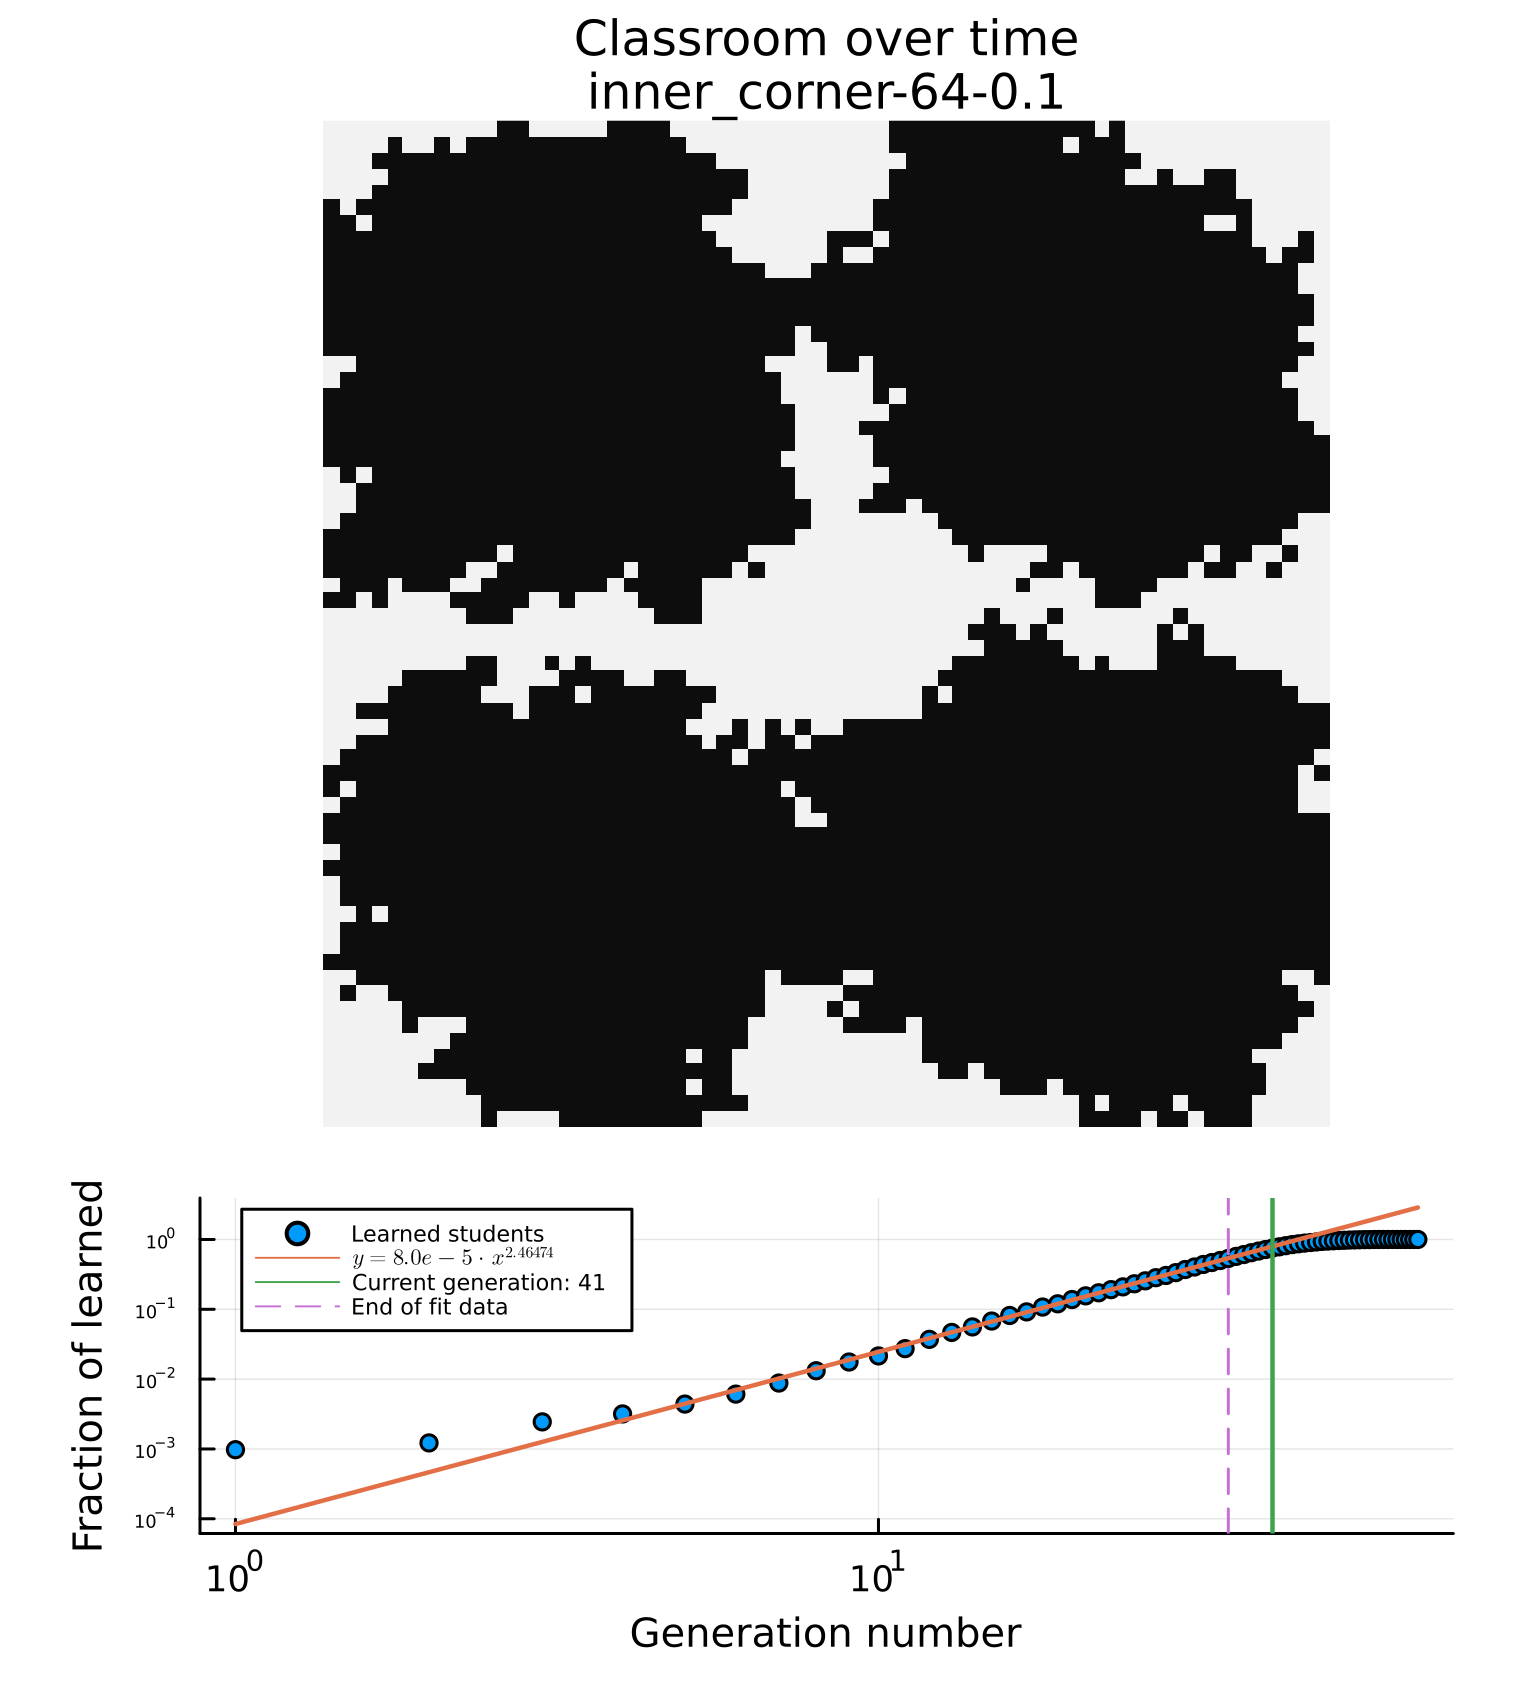 Classroom over time
inner_corner-64-0.1
Fraction of learned
10^0
10^−1
10^−2
10^−3
10^−4
Learned students
y = 8.0e − 5 · x^2.46474
Current generation: 41
End of fit data
10^0
10^1
Generation number